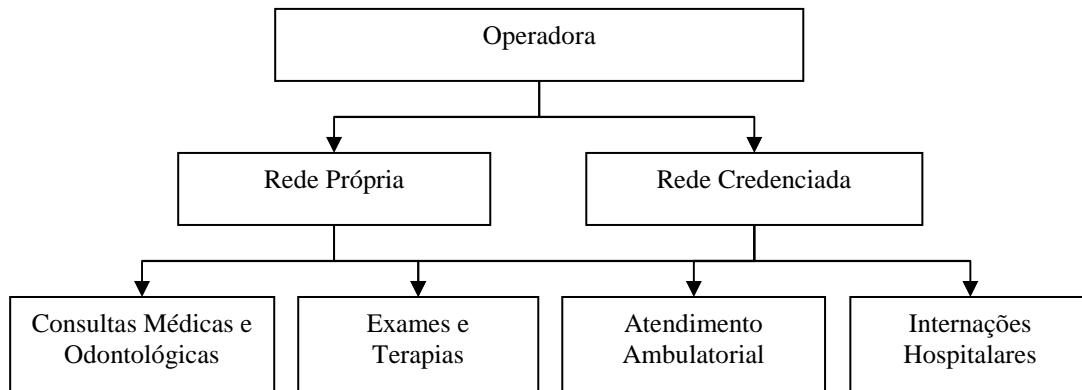 Operadora
Rede Própria
Rede Credenciada
Consultas Médicas e
Odontológicas
Exames e
Terapias
Atendimento
Ambulatorial
Internações
Hospitalares